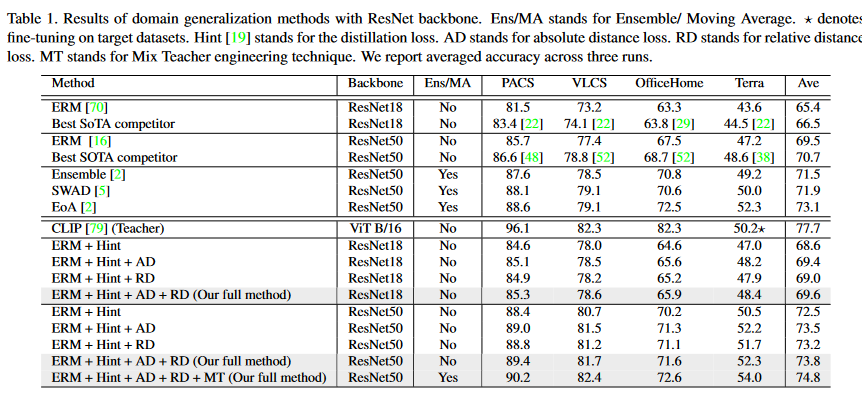 Table 1. Results of domain generalization methods with ResNet backbone. Ens/MA stands for Ensemble/ Moving Average. ⋆ denotes
fine-tuning on target datasets. Hint [19] stands for the distillation loss. AD stands for absolute distance loss. RD stands for relative distance
loss. MT stands for Mix Teacher engineering technique. We report averaged accuracy across three runs.
Method Backbone Ens/MA PACS VLCS OfficeHome Terra Ave
ERM [70] ResNet18 No 81.5 73.2 63.3 43.6 65.4
Best SoTA competitor ResNet18 No 83.4 [22] 74.1 [22] 63.8 [29] 44.5 [22] 66.5
ERM [16] ResNet50 No 85.7 77.4 67.5 47.2 69.5
Best SOTA competitor ResNet50 No 86.6 [48] 78.8 [52] 68.7 [52] 48.6 [38] 70.7
Ensemble [2] ResNet50 Yes 87.6 78.5 70.8 49.2 71.5
SWAD [5] ResNet50 Yes 88.1 79.1 70.6 50.0 71.9
EoA [2] ResNet50 Yes 88.6 79.1 72.5 52.3 73.1
CLIP [79] (Teacher) ViT B/16 No 96.1 82.3 82.3 50.2⋆ 77.7
ERM + Hint ResNet18 No 84.6 78.0 64.6 47.0 68.6
ERM + Hint + AD ResNet18 No 85.1 78.5 65.6 48.2 69.4
ERM + Hint + RD ResNet18 No 84.9 78.2 65.2 47.9 69.0
ERM + Hint + AD + RD (Our full method) ResNet18 No 85.3 78.6 65.9 48.4 69.6
ERM + Hint ResNet50 No 88.4 80.7 70.2 50.5 72.5
ERM + Hint + AD ResNet50 No 89.0 81.5 71.3 52.2 73.5
ERM + Hint + RD ResNet50 No 88.8 81.2 71.1 51.7 73.2
ERM + Hint + AD + RD (Our full method) ResNet50 No 89.4 81.7 71.6 52.3 73.8
ERM + Hint + AD + RD + MT (Our full method) ResNet50 Yes 90.2 82.4 72.6 54.0 74.8